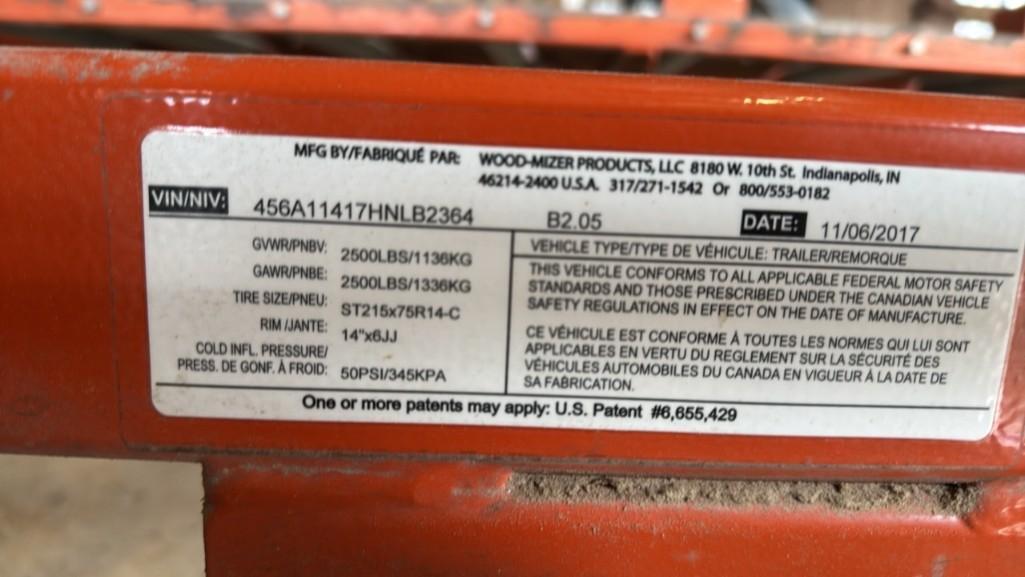 MFG BY/FABRIQUÉ PAR: WOOD-MIZER PRODUCTS, LLC 8180 W. 10th St. Indianapolis, IN
46214-2400 U.S.A. 317/271-1542 Or 800/553-0182
VIN/NIV: 456A11417HNLB2364 B2.05 DATE: 11/06/2017
GVWR/PNBV: 2500LBS/1136KG
GAWR/PNBE: 2500LBS/1336KG
TIRE SIZE/PNEU: ST215x75R14-C
RIM /JANTE: 14"x6JJ
COLD INFL. PRESSURE/
PRESS. DE GONF. À FROID: 50PSI/345KPA
VEHICLE TYPE/TYPE DE VÉHICULE: TRAILER/REMORQUE
THIS VEHICLE CONFORMS TO ALL APPLICABLE FEDERAL MOTOR SAFETY
STANDARDS AND THOSE PRESCRIBED UNDER THE CANADIAN VEHICLE
SAFETY REGULATIONS IN EFFECT ON THE DATE OF MANUFACTURE.
CE VÉHICULE EST CONFORME À TOUTES LES NORMES QUI LUI SONT
APPLICABLES EN VERTU DU REGLEMENT SUR LA SÉCURITÉ DES
VÉHICULES AUTOMOBILES DU CANADA EN VIGUEUR À LA DATE DE
SA FABRICATION.
One or more patents may apply: U.S. Patent #6,655,429